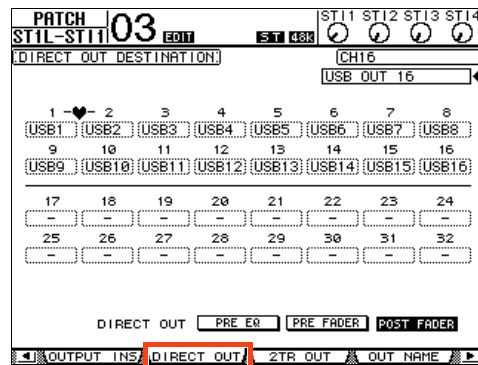 PATCH
ST1L-ST11 03 EDIT ST 48K ST11 ST12 ST13 ST14
DIRECT OUT DESTINATION CH16
USB OUT 16
1 2 3 4 5 6 7 8
USB1 USB2 USB3 USB4 USB5 USB6 USB7 USB8
9 10 11 12 13 14 15 16
USB9 USB10 USB11 USB12 USB13 USB14 USB15 USB16
17 18 19 20 21 22 23 24
- - - - - - - -
25 26 27 28 29 30 31 32
- - - - - - - -
DIRECT OUT PRE EQ PRE FADER POST FADER
OUTPUT INS DIRECT OUT 2TR OUT OUT NAME